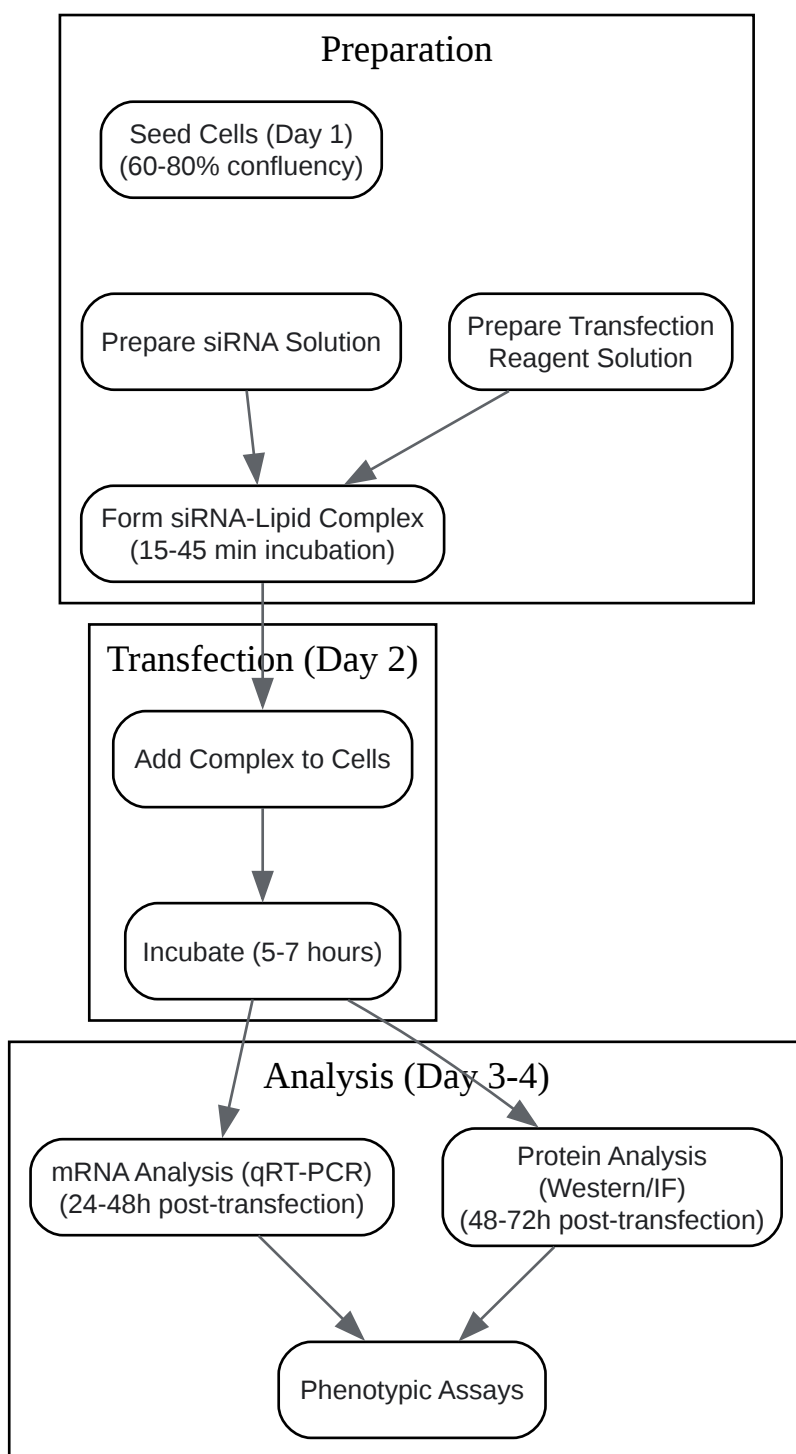 Preparation
Seed Cells (Day 1)
(60-80% confluency)
Prepare siRNA Solution
Prepare Transfection
Reagent Solution
Form siRNA-Lipid Complex
(15-45 min incubation)
Transfection (Day 2)
Add Complex to Cells
Incubate (5-7 hours)
Analysis (Day 3-4)
mRNA Analysis (qRT-PCR)
(24-48h post-transfection)
Protein Analysis
(Western/IF)
(48-72h post-transfection)
Phenotypic Assays